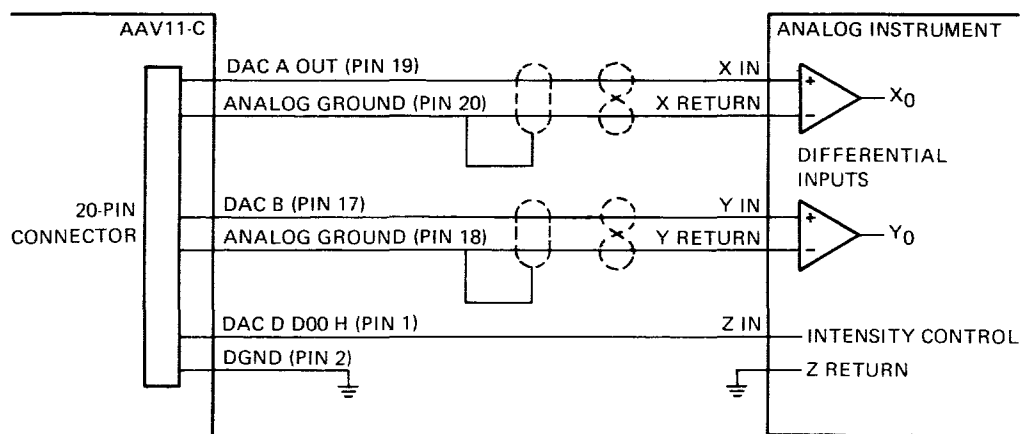 AAV11-C
ANALOG INSTRUMENT
DAC A OUT (PIN 19)
X IN
+
X0
ANALOG GROUND (PIN 20)
X RETURN
−
DIFFERENTIAL
INPUTS
20-PIN
CONNECTOR
DAC B (PIN 17)
Y IN
+
Y0
ANALOG GROUND (PIN 18)
Y RETURN
−
DAC D D00 H (PIN 1)
Z IN
INTENSITY CONTROL
DGND (PIN 2)
Z RETURN